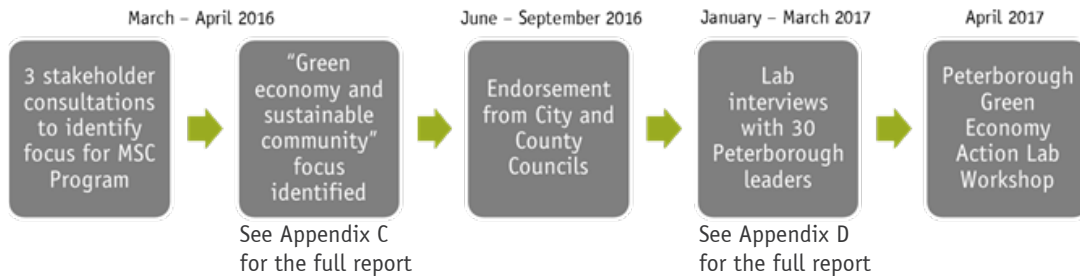 March – April 2016
June – September 2016
January – March 2017
April 2017
3 stakeholder
consultations
to identify
focus for MSC
Program
"Green
economy and
sustainable
community"
focus
identified
Endorsement
from City and
County
Councils
Lab
interviews
with 30
Peterborough
leaders
Peterborough
Green
Economy
Action Lab
Workshop
See Appendix C
for the full report
See Appendix D
for the full report